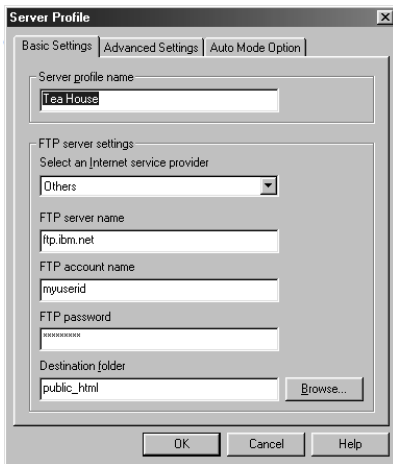 Server Profile
Basic Settings Advanced Settings Auto Mode Option
Server profile name
Tea House
FTP server settings
Select an Internet service provider
Others
FTP server name
ftp.ibm.net
FTP account name
myuserid
FTP password
*********
Destination folder
public_html Browse...
OK Cancel Help